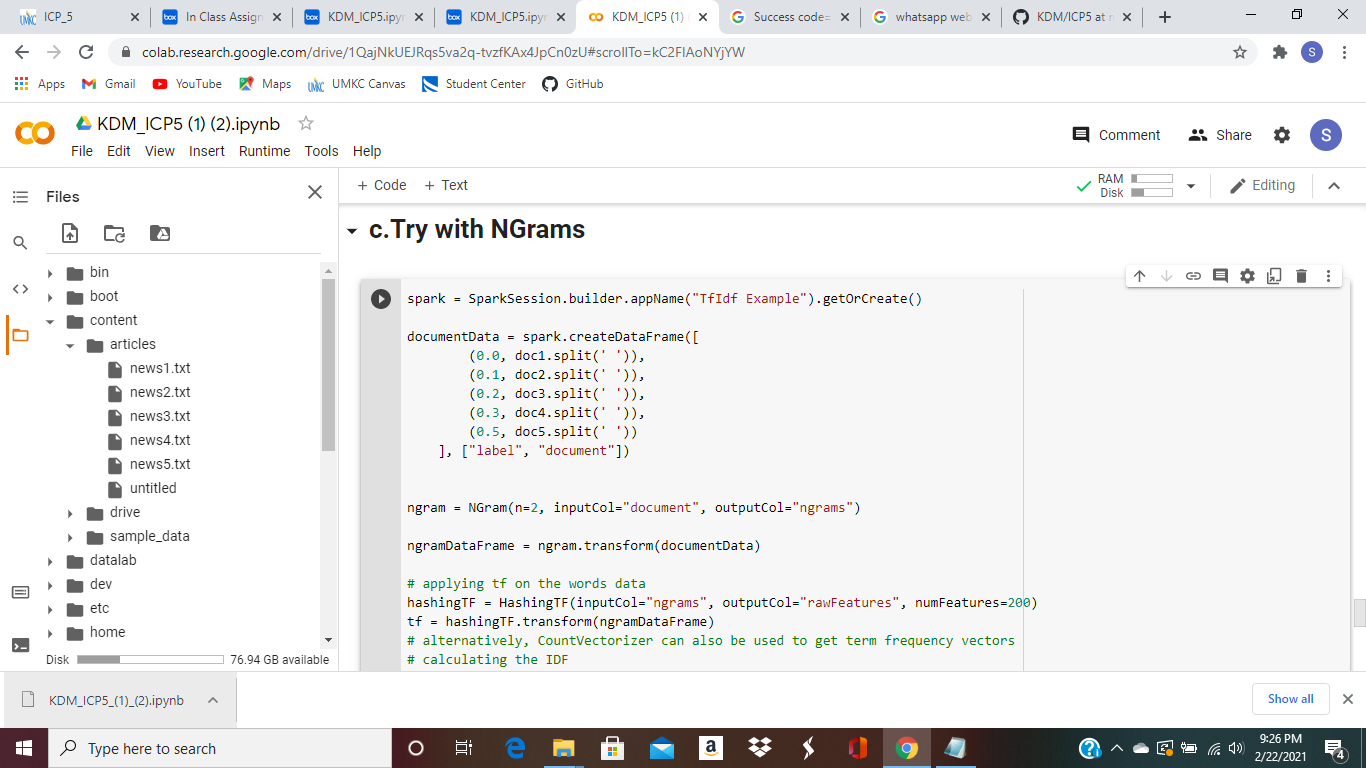 ICP_5
In Class Assign
KDM_ICP5.ipyn
KDM_ICP5.ipyn
KDM_ICP5 (1) (
Success code=
whatsapp web
KDM/ICP5 at m
colab.research.google.com/drive/1QajNkUEJRqs5va2q-tvzfKAx4JpCn0zU#scrollTo=kC2FlAoNYjYW
S
Apps
Gmail
YouTube
Maps
UMKC Canvas
Student Center
GitHub
KDM_ICP5 (1) (2).ipynb
File Edit View Insert Runtime Tools Help
Comment
Share
S
Files
+ Code + Text
RAM
Disk
Editing
bin
boot
content
articles
news1.txt
news2.txt
news3.txt
news4.txt
news5.txt
untitled
drive
sample_data
datalab
dev
etc
home
Disk 76.94 GB available
c.Try with NGrams
spark = SparkSession.builder.appName("TfIdf Example").getOrCreate()
documentData = spark.createDataFrame([
(0.0, doc1.split(' ')),
(0.1, doc2.split(' ')),
(0.2, doc3.split(' ')),
(0.3, doc4.split(' ')),
(0.5, doc5.split(' '))
], ["label", "document"])
ngram = NGram(n=2, inputCol="document", outputCol="ngrams")
ngramDataFrame = ngram.transform(documentData)
# applying tf on the words data
hashingTF = HashingTF(inputCol="ngrams", outputCol="rawFeatures", numFeatures=200)
tf = hashingTF.transform(ngramDataFrame)
# alternatively, CountVectorizer can also be used to get term frequency vectors
# calculating the IDF
KDM_ICP5_(1)_(2).ipynb
Show all
Type here to search
9:26 PM
2/22/2021
4